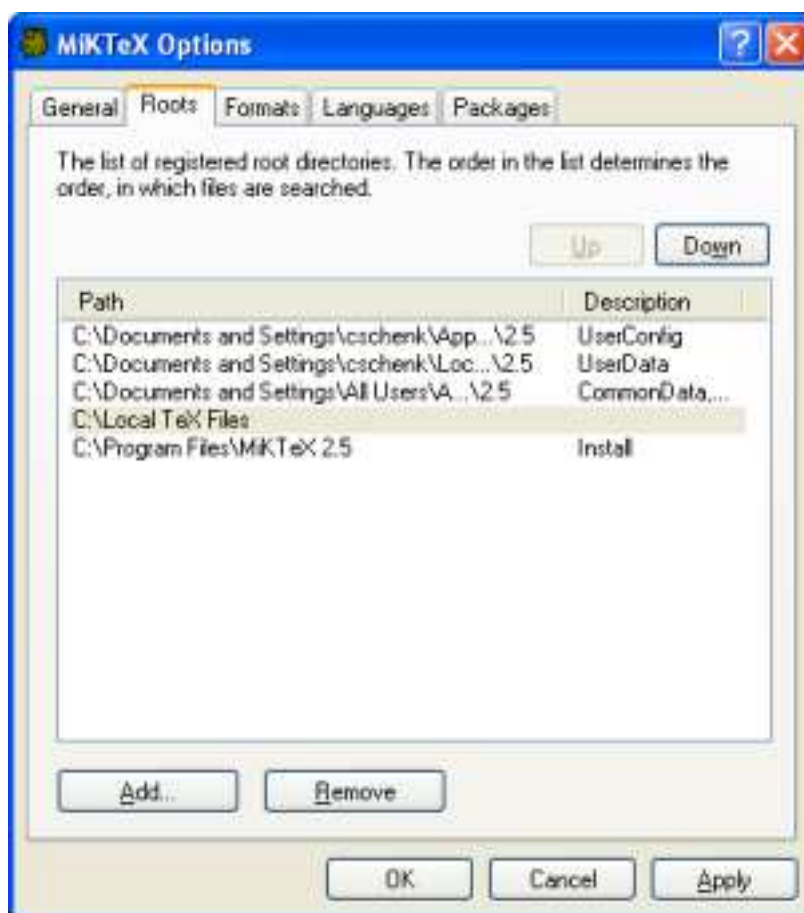 MiKTeX Options
General Roots Formats Languages Packages
The list of registered root directories. The order in the list determines the
order, in which files are searched.
Up Down
Path Description
C:\Documents and Settings\cschenk\App...\2.5 UserConfig
C:\Documents and Settings\cschenk\Loc...\2.5 UserData
C:\Documents and Settings\All Users\A...\2.5 CommonData,...
C:\Local TeX Files
C:\Program Files\MiKTeX 2.5 Install
Add... Remove
OK Cancel Apply